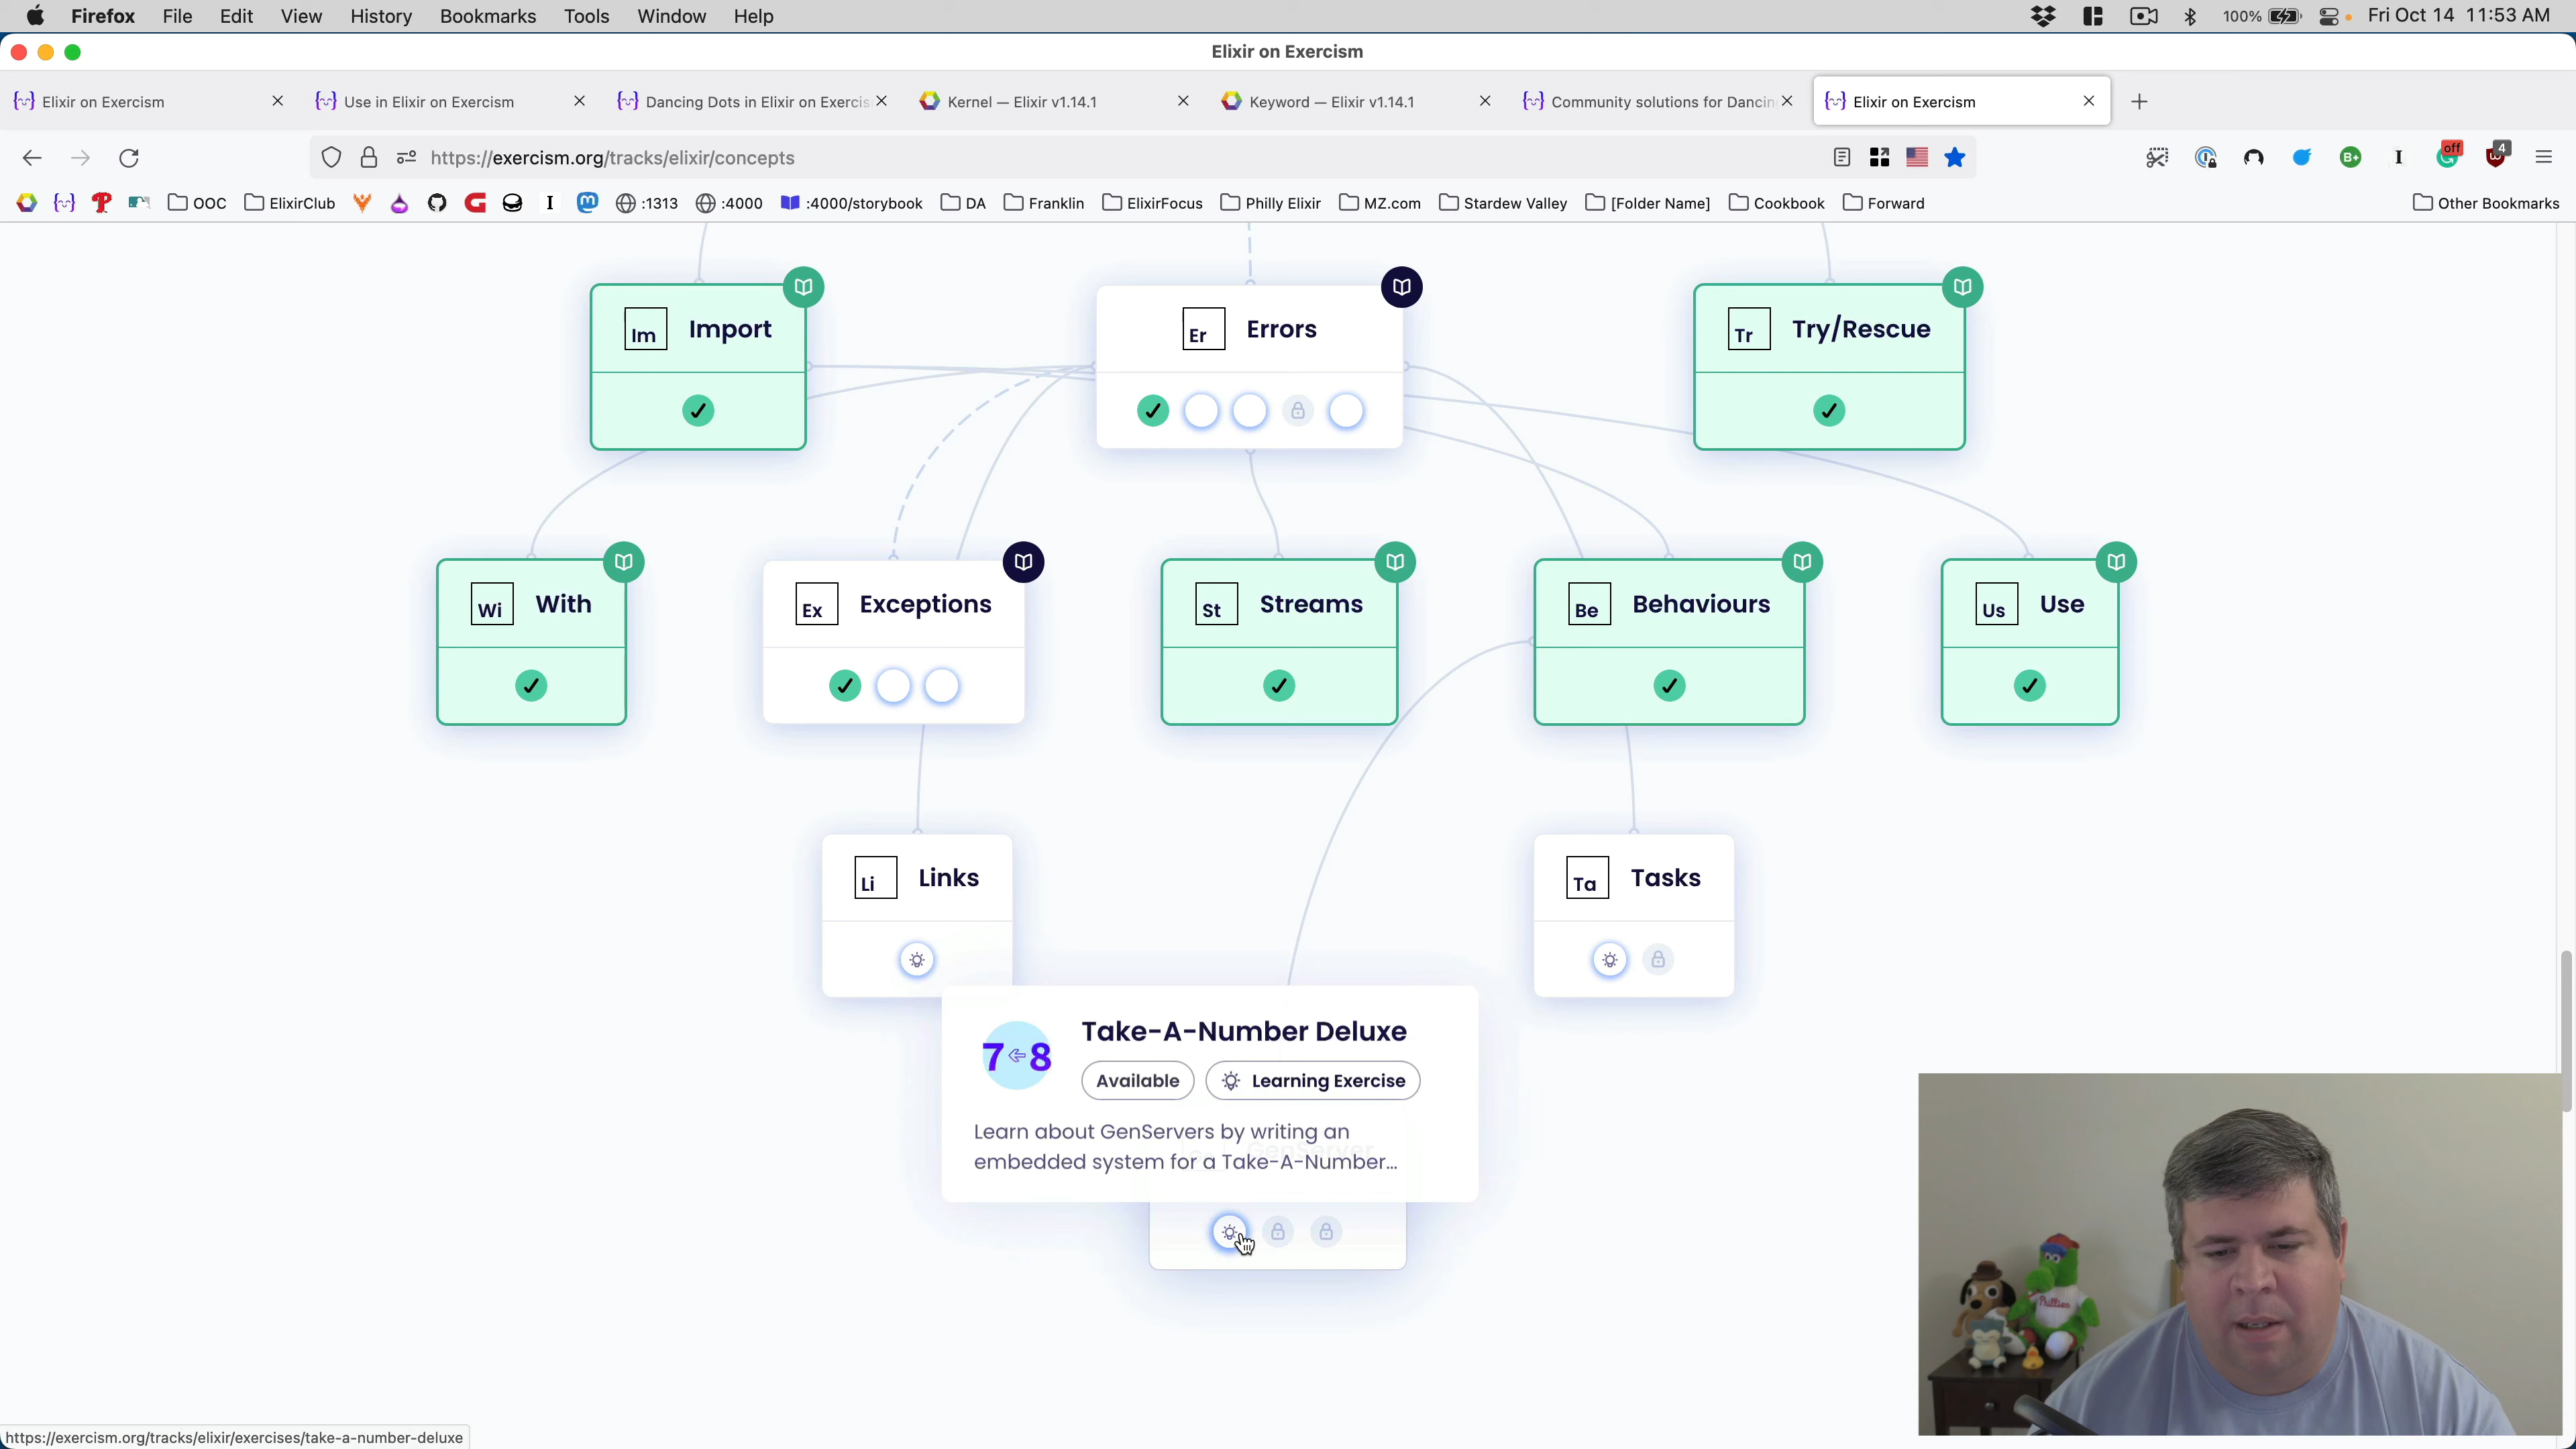 Firefox File Edit View History Bookmarks Tools Window Help 100% Fri Oct 14 11:53 AM
Elixir on Exercism
Elixir on Exercism Use in Elixir on Exercism Dancing Dots in Elixir on Exercis Kernel — Elixir v1.14.1 Keyword — Elixir v1.14.1 Community solutions for Dancin Elixir on Exercism
https://exercism.org/tracks/elixir/concepts off 4
OOC ElixirClub :1313 :4000 :4000/storybook DA Franklin ElixirFocus Philly Elixir MZ.com Stardew Valley [Folder Name] Cookbook Forward Other Bookmarks
Im Import
Er Errors
Tr Try/Rescue
Wi With
Ex Exceptions
St Streams
Be Behaviours
Us Use
Li Links
Ta Tasks
7 8
Take-A-Number Deluxe
Available Learning Exercise
Learn about GenServers by writing an
embedded system for a Take-A-Number...
GenServer
Phillies
https://exercism.org/tracks/elixir/exercises/take-a-number-deluxe